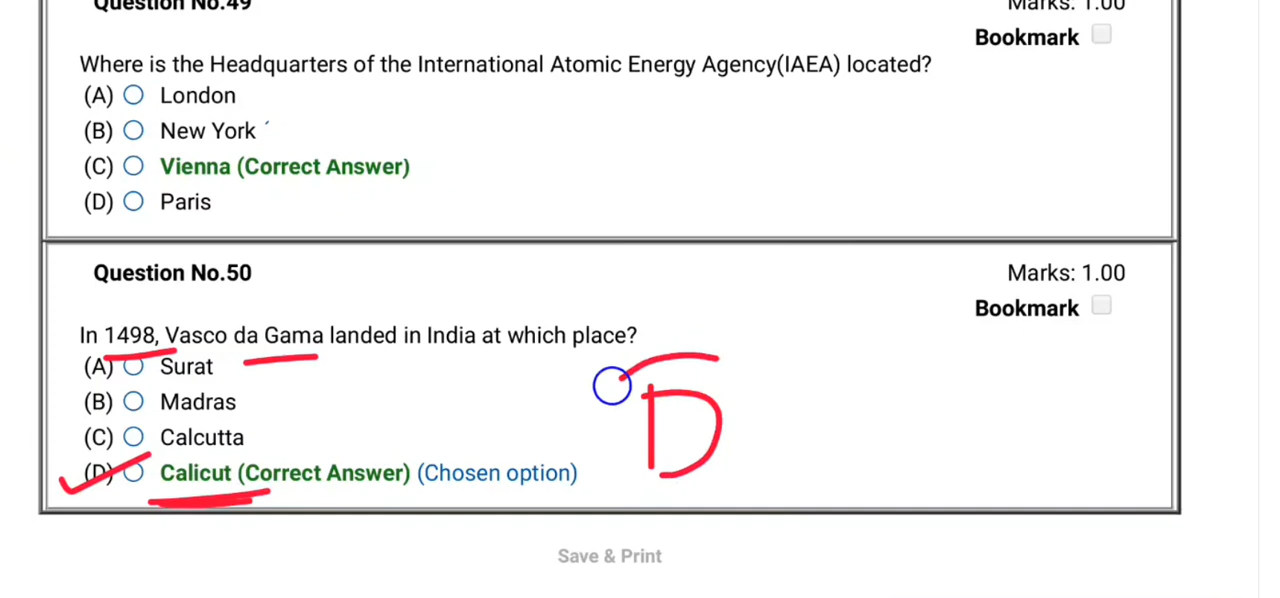 Question No.49
Marks: 1.00
Bookmark
Where is the Headquarters of the International Atomic Energy Agency(IAEA) located?
(A) London
(B) New York
(C) Vienna (Correct Answer)
(D) Paris
Question No.50
Marks: 1.00
Bookmark
In 1498, Vasco da Gama landed in India at which place?
(A) Surat
(B) Madras
(C) Calcutta
(D) Calicut (Correct Answer) (Chosen option)
D
Save & Print